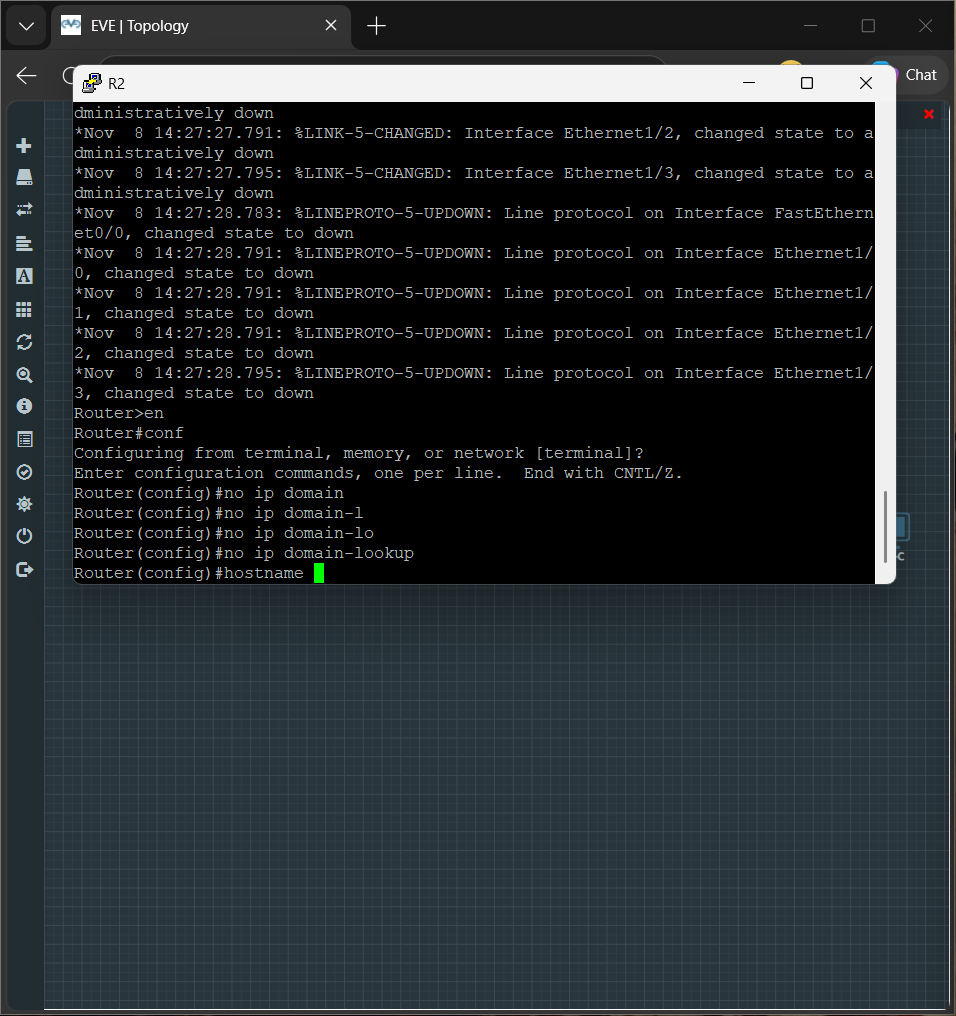 EVE | Topology
Chat
R2
dministratively down
*Nov  8 14:27:27.791: %LINK-5-CHANGED: Interface Ethernet1/2, changed state to a
dministratively down
*Nov  8 14:27:27.795: %LINK-5-CHANGED: Interface Ethernet1/3, changed state to a
dministratively down
*Nov  8 14:27:28.783: %LINEPROTO-5-UPDOWN: Line protocol on Interface FastEthern
et0/0, changed state to down
*Nov  8 14:27:28.791: %LINEPROTO-5-UPDOWN: Line protocol on Interface Ethernet1/
0, changed state to down
*Nov  8 14:27:28.791: %LINEPROTO-5-UPDOWN: Line protocol on Interface Ethernet1/
1, changed state to down
*Nov  8 14:27:28.791: %LINEPROTO-5-UPDOWN: Line protocol on Interface Ethernet1/
2, changed state to down
*Nov  8 14:27:28.795: %LINEPROTO-5-UPDOWN: Line protocol on Interface Ethernet1/
3, changed state to down
Router>en
Router#conf
Configuring from terminal, memory, or network [terminal]?
Enter configuration commands, one per line.  End with CNTL/Z.
Router(config)#no ip domain
Router(config)#no ip domain-l
Router(config)#no ip domain-lo
Router(config)#no ip domain-lookup
Router(config)#hostname